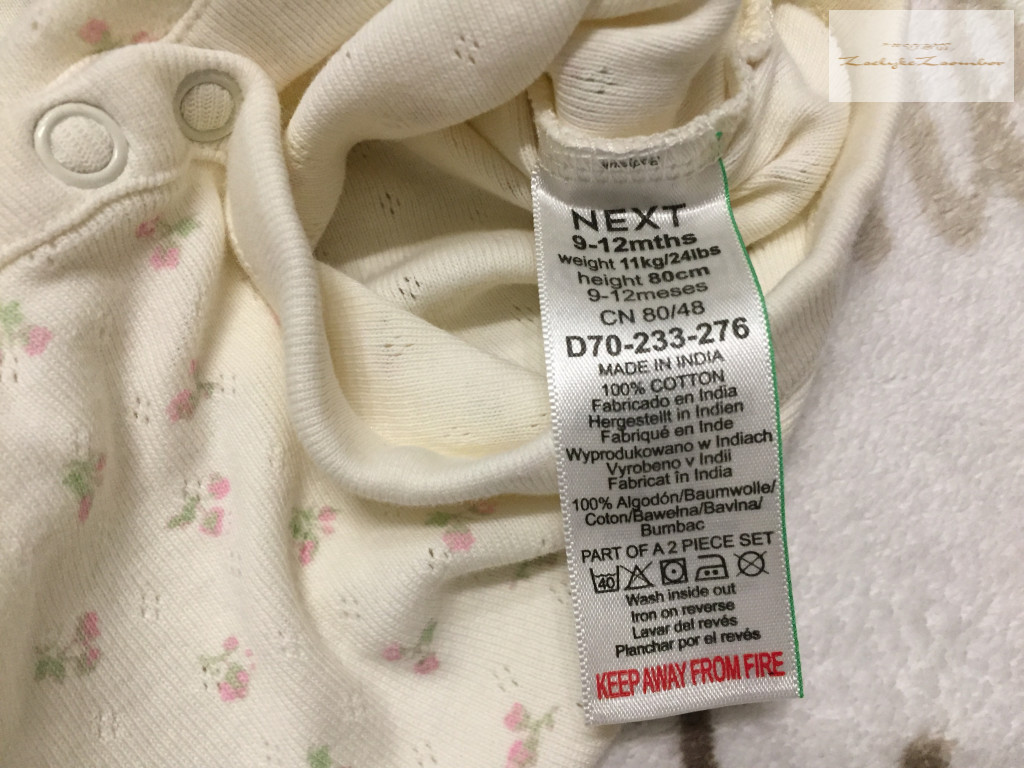 NEXT
9-12mths
weight 11kg/24lbs
height 80cm
9-12meses
CN 80/48
D70-233-276
MADE IN INDIA
100% COTTON
Fabricado en India
Hergestellt in Indien
Fabriqué en Inde
Wyprodukowano w Indiach
Vyrobeno v Indii
Fabricat în India
100% Algodón/Baumwolle/
Coton/Bawełna/Bavlna/
Bumbac
PART OF A 2 PIECE SET
40
Wash inside out
Iron on reverse
Lavar del revés
Planchar por el revés
KEEP AWAY FROM FIRE